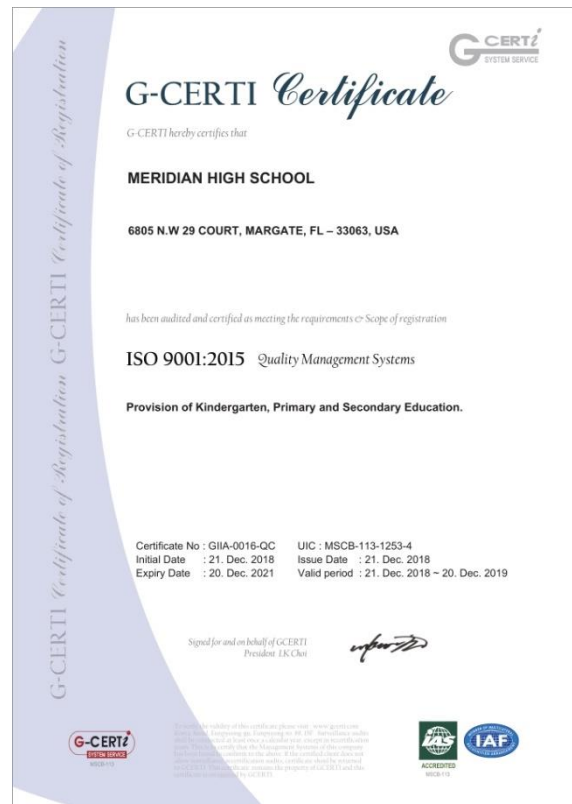 G CERTi
SYSTEM SERVICE
G-CERTI Certificate
G-CERTI hereby certifies that
MERIDIAN HIGH SCHOOL
6805 N.W 29 COURT, MARGATE, FL – 33063, USA
has been audited and certified as meeting the requirements & Scope of registration
ISO 9001:2015 Quality Management Systems
Provision of Kindergarten, Primary and Secondary Education.
Certificate No : GIIA-0016-QC UIC : MSCB-113-1253-4
Initial Date : 21. Dec. 2018 Issue Date : 21. Dec. 2018
Expiry Date : 20. Dec. 2021 Valid period : 21. Dec. 2018 ~ 20. Dec. 2019
Signed for and on behalf of GCERTI
President I.K Choi
G-CERTI Certificate of Registration G-CERTI Certificate of Registration
G-CERTi
SYSTEM SERVICE
MSCB-113
IAS
ACCREDITED
MSCB-113
IAF